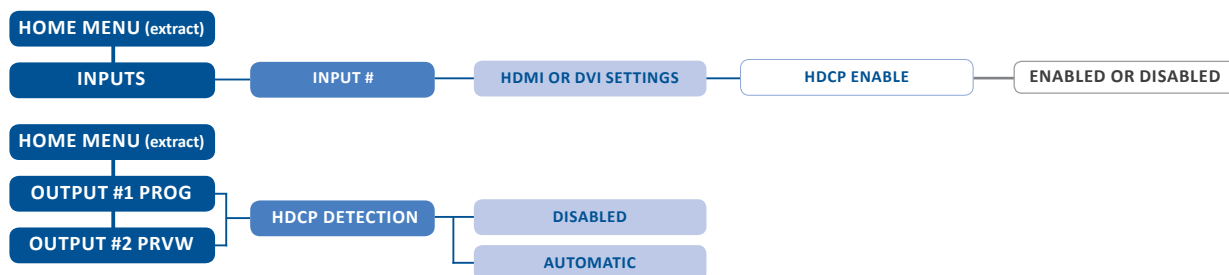 HOME MENU (extract)
INPUTS
INPUT #
HDMI OR DVI SETTINGS
HDCP ENABLE
ENABLED OR DISABLED
HOME MENU (extract)
OUTPUT #1 PROG
OUTPUT #2 PRVW
HDCP DETECTION
DISABLED
AUTOMATIC